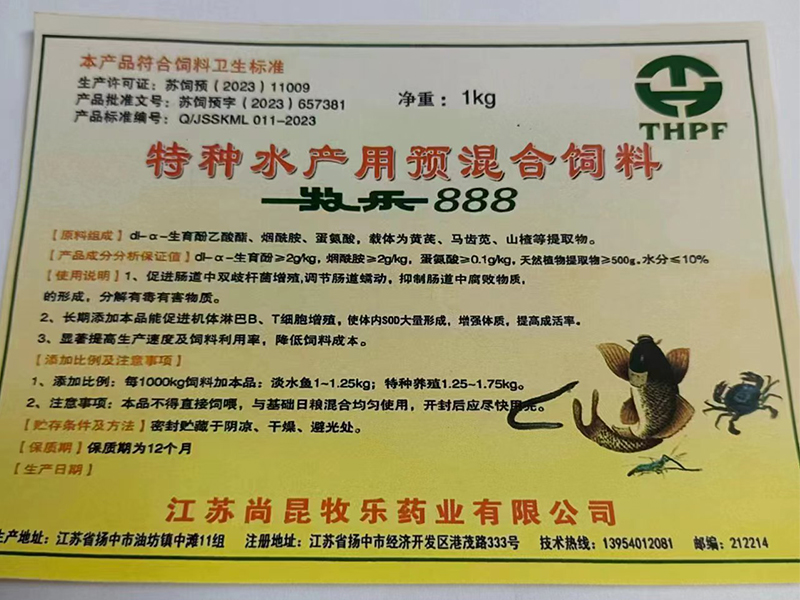 本产品符合饲料卫生标准
生产许可证：苏饲预（2023）11009
产品批准文号：苏饲预字（2023）657381
产品标准编号：Q/JSSKML 011-2023
净重：1kg
THPF
特种水产用预混合饲料
牧乐888
【原料组成】dl-α-生育酚乙酸酯、烟酰胺、蛋氨酸，载体为黄芪、马齿苋、山楂等提取物。
【产品成分分析保证值】dl-α-生育酚≥2g/kg，烟酰胺≥2g/kg，蛋氨酸≥0.1g/kg，天然植物提取物≥500g。水分≤10%
【使用说明】1、促进肠道中双歧杆菌增殖,调节肠道蠕动，抑制肠道中腐败物质，
的形成，分解有毒有害物质。
2、长期添加本品能促进机体淋巴B、T细胞增殖，使体内SOD大量形成，增强体质，提高成活率。
3、显著提高生产速度及饲料利用率，降低饲料成本。
【添加比例及注意事项】
1、添加比例：每1000kg饲料加本品：淡水鱼1~1.25kg；特种养殖1.25~1.75kg。
2、注意事项：本品不得直接饲喂，与基础日粮混合均匀使用，开封后应尽快用完。
【贮存条件及方法】密封贮藏于阴凉、干燥、避光处。
【保质期】保质期为12个月
【生产日期】
江苏尚昆牧乐药业有限公司
生产地址：江苏省扬中市油坊镇中滩11组 注册地址：江苏省扬中市经济开发区港茂路333号 技术热线：13954012081 邮编：212214